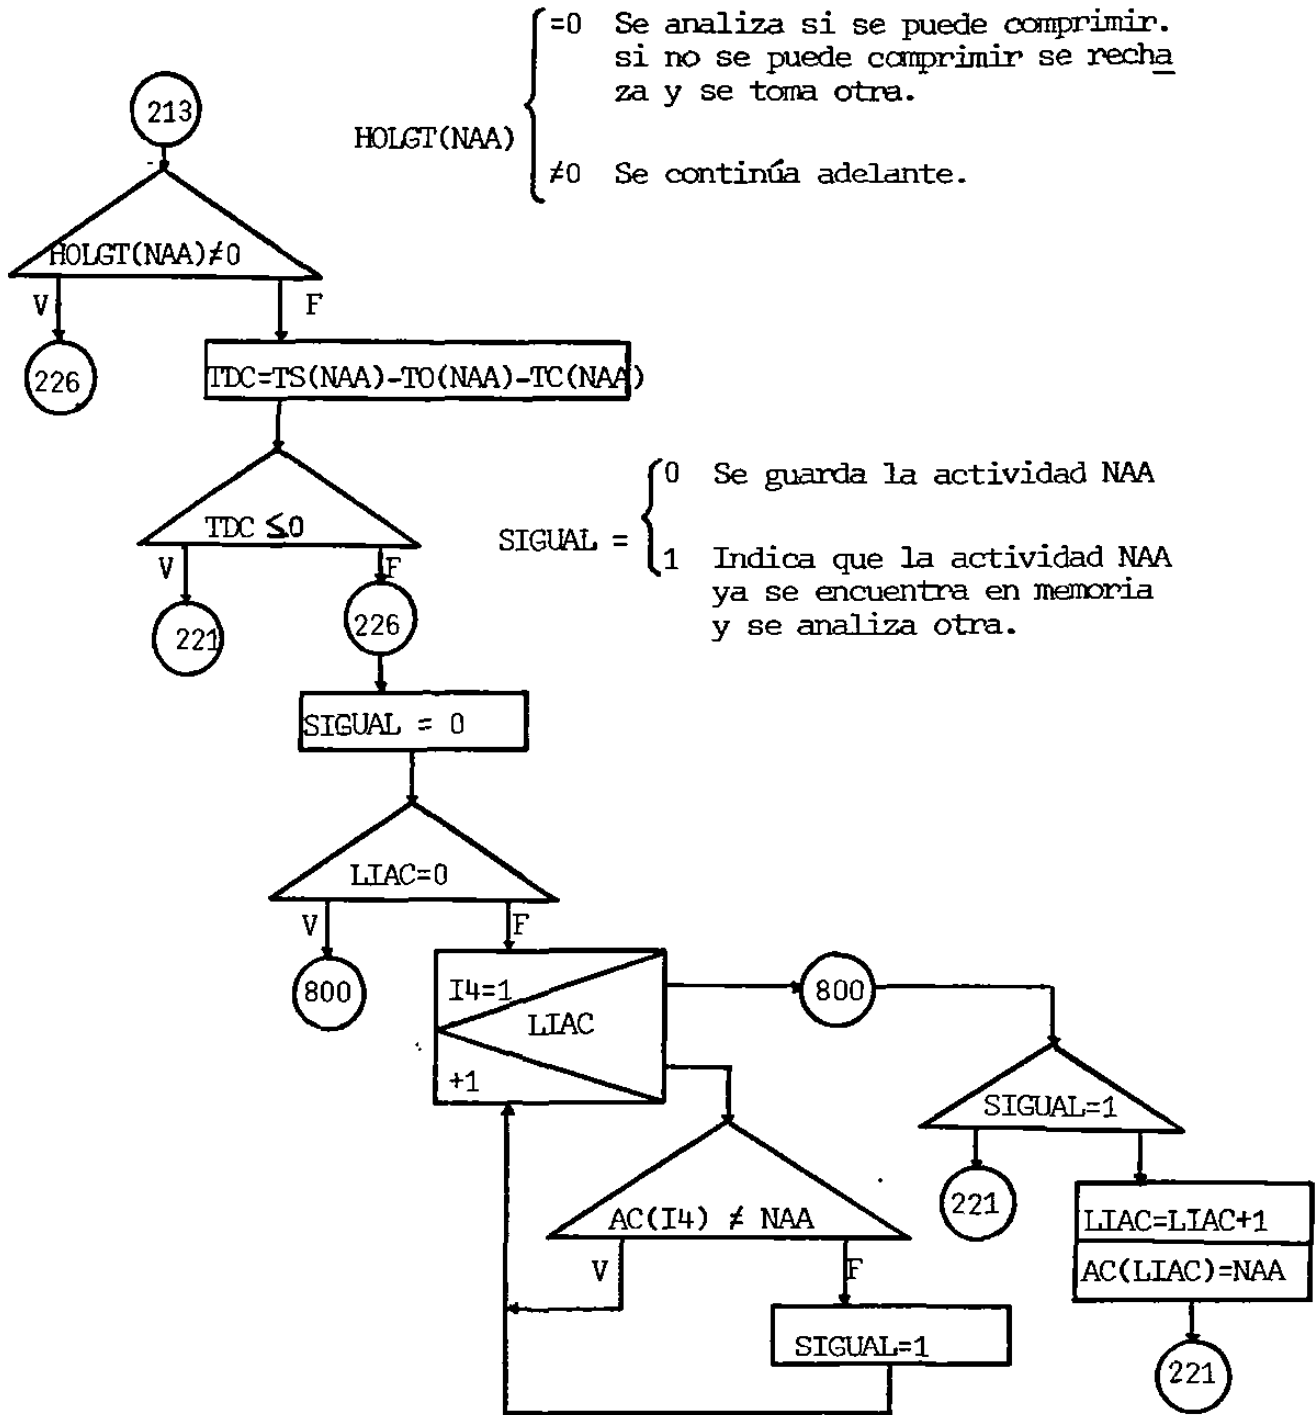 =0 Se analiza si se puede comprimir.
si no se puede comprimir se recha
za y se toma otra.
HOLGT(NAA)
≠0 Se continúa adelante.
213
HOLGT(NAA)≠0
V
F
226
TDC=TS(NAA)-TO(NAA)-TC(NAA)
TDC ≤0
V
F
221
226
SIGUAL =
0 Se guarda la actividad NAA
1 Indica que la actividad NAA
ya se encuentra en memoria
y se analiza otra.
SIGUAL = 0
LIAC=0
V
F
800
I4=1
LIAC
+1
800
SIGUAL=1
221
LIAC=LIAC+1
AC(LIAC)=NAA
221
AC(I4) ≠ NAA
V
F
SIGUAL=1